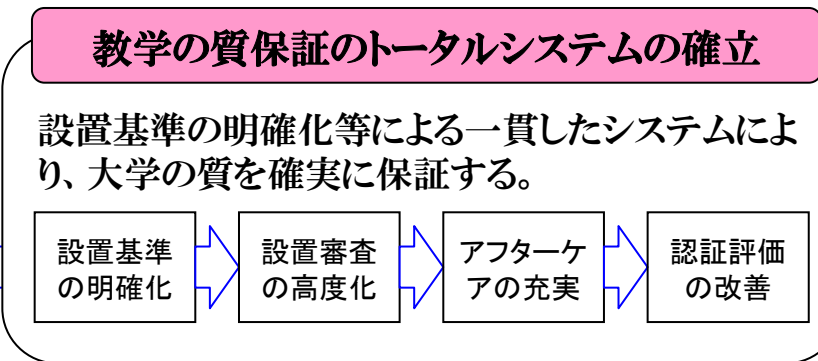 教学の質保証のトータルシステムの確立
設置基準の明確化等による一貫したシステムによ
り、大学の質を確実に保証する。
設置基準
の明確化
設置審査
の高度化
アフターケ
アの充実
認証評価
の改善